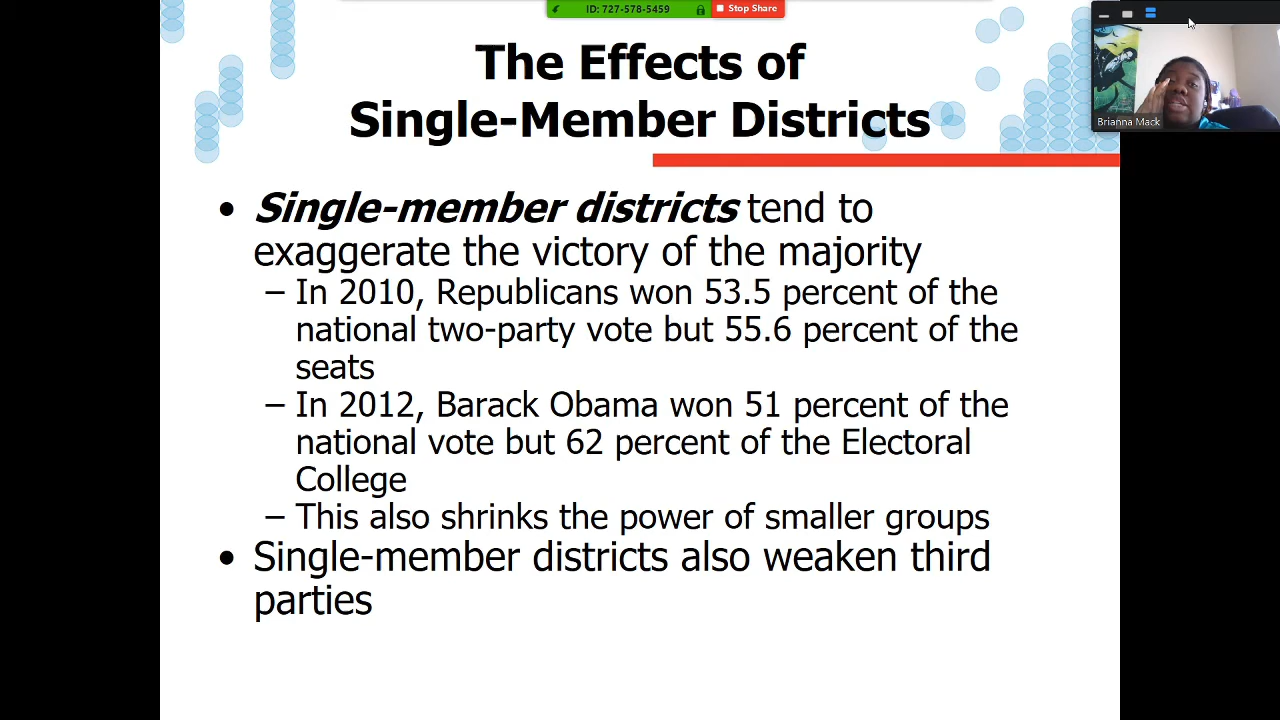 ID: 727-578-5459
Stop Share
The Effects of
Single-Member Districts
Brianna Mack
• Single-member districts tend to
exaggerate the victory of the majority
– In 2010, Republicans won 53.5 percent of the
national two-party vote but 55.6 percent of the
seats
– In 2012, Barack Obama won 51 percent of the
national vote but 62 percent of the Electoral
College
– This also shrinks the power of smaller groups
• Single-member districts also weaken third
parties